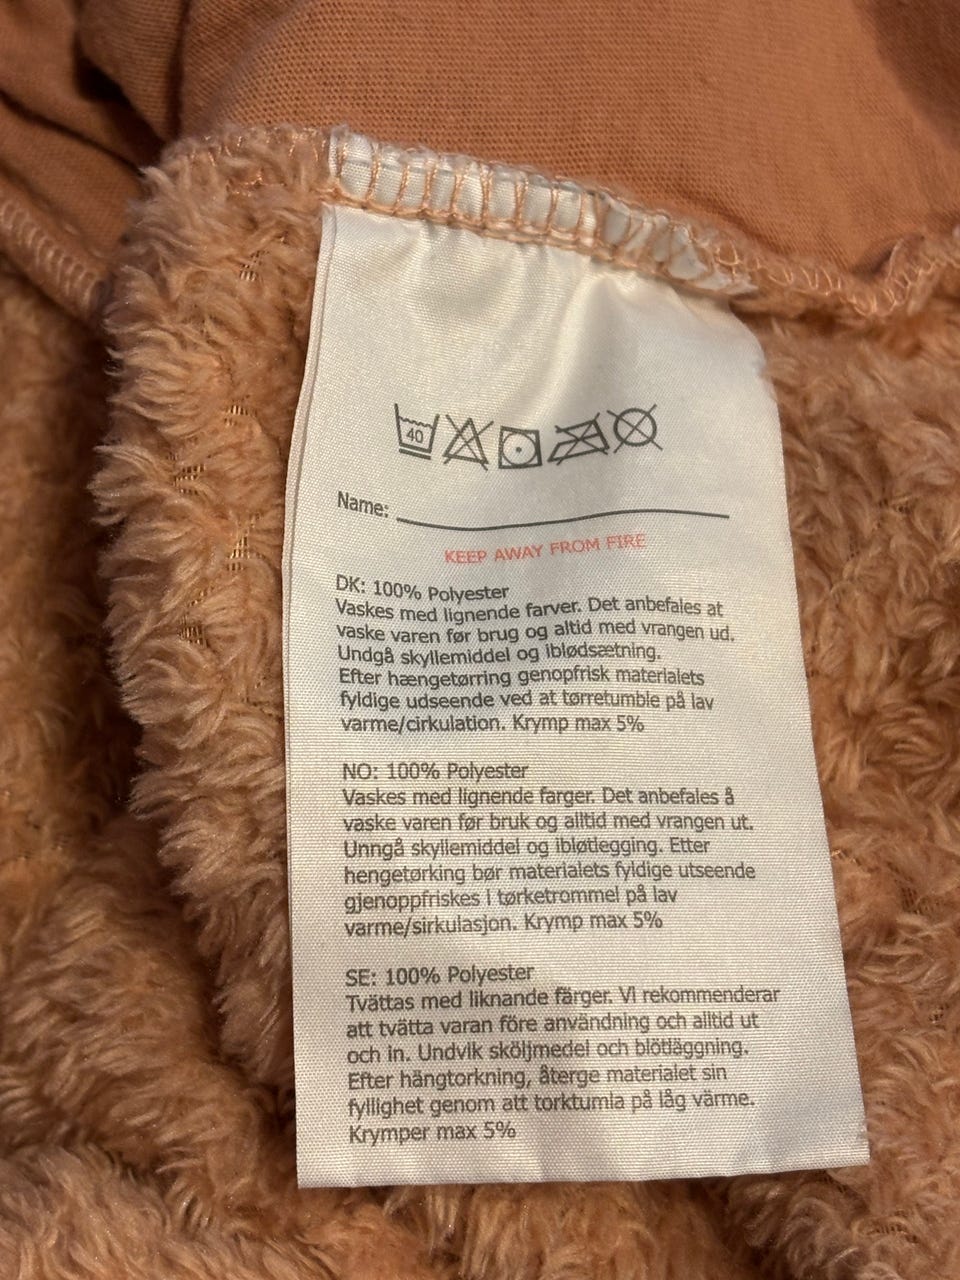 40
Name:
KEEP AWAY FROM FIRE
DK: 100% Polyester
Vaskes med lignende farver. Det anbefales at
vaske varen før brug og altid med vrangen ud.
Undgå skyllemiddel og iblødsætning.
Efter hængetørring genopfrisk materialets
fyldige udseende ved at tørretumble på lav
varme/cirkulation. Krymp max 5%
NO: 100% Polyester
Vaskes med lignende farger. Det anbefales å
vaske varen før bruk og alltid med vrangen ut.
Unngå skyllemiddel og ibløtlegging. Etter
hengetørking bør materialets fyldige utseende
gjenoppfriskes i tørketrommel på lav
varme/sirkulasjon. Krymp max 5%
SE: 100% Polyester
Tvättas med liknande färger. Vi rekommenderar
att tvätta varan före användning och alltid ut
och in. Undvik sköljmedel och blötläggning.
Efter hängtorkning, återge materialet sin
fyllighet genom att torktumla på låg värme.
Krymper max 5%